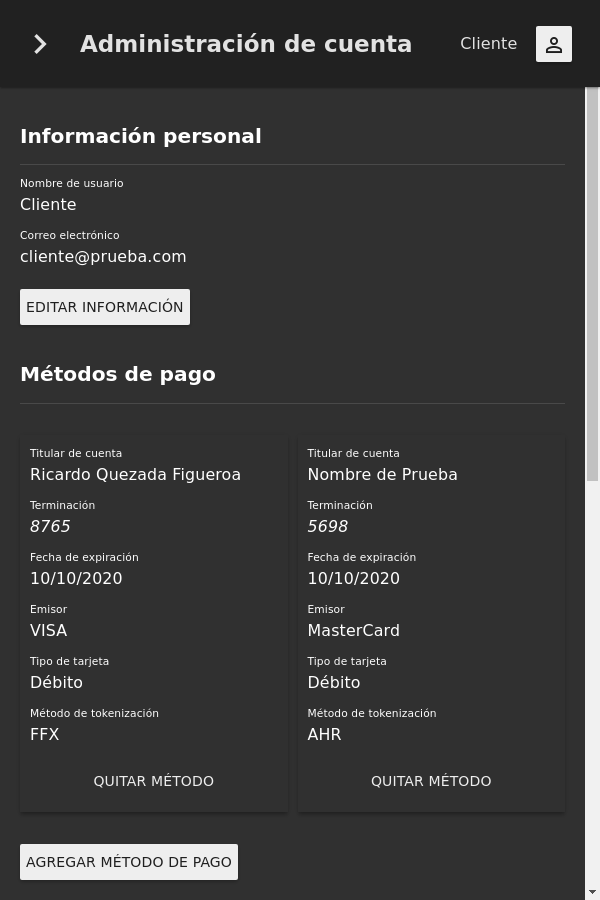 Administración de cuenta
Cliente
Información personal
Nombre de usuario
Cliente
Correo electrónico
cliente@prueba.com
EDITAR INFORMACIÓN
Métodos de pago
Titular de cuenta
Ricardo Quezada Figueroa
Terminación
8765
Fecha de expiración
10/10/2020
Emisor
VISA
Tipo de tarjeta
Débito
Método de tokenización
FFX
QUITAR MÉTODO
Titular de cuenta
Nombre de Prueba
Terminación
5698
Fecha de expiración
10/10/2020
Emisor
MasterCard
Tipo de tarjeta
Débito
Método de tokenización
AHR
QUITAR MÉTODO
AGREGAR MÉTODO DE PAGO